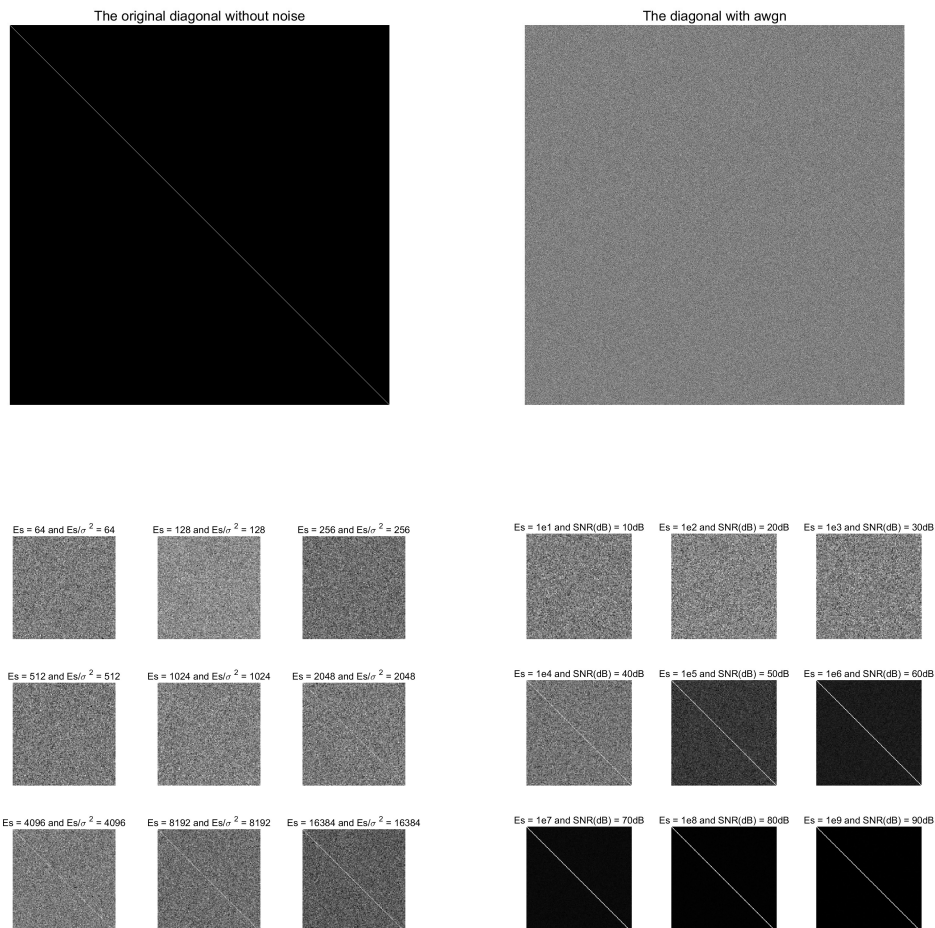 The original diagonal without noise
The diagonal with awgn
Es = 64 and Es/σ ² = 64
Es = 128 and Es/σ ² = 128
Es = 256 and Es/σ ² = 256
Es = 512 and Es/σ ² = 512
Es = 1024 and Es/σ ² = 1024
Es = 2048 and Es/σ ² = 2048
Es = 4096 and Es/σ ² = 4096
Es = 8192 and Es/σ ² = 8192
Es = 16384 and Es/σ ² = 16384
Es = 1e1 and SNR(dB) = 10dB
Es = 1e2 and SNR(dB) = 20dB
Es = 1e3 and SNR(dB) = 30dB
Es = 1e4 and SNR(dB) = 40dB
Es = 1e5 and SNR(dB) = 50dB
Es = 1e6 and SNR(dB) = 60dB
Es = 1e7 and SNR(dB) = 70dB
Es = 1e8 and SNR(dB) = 80dB
Es = 1e9 and SNR(dB) = 90dB